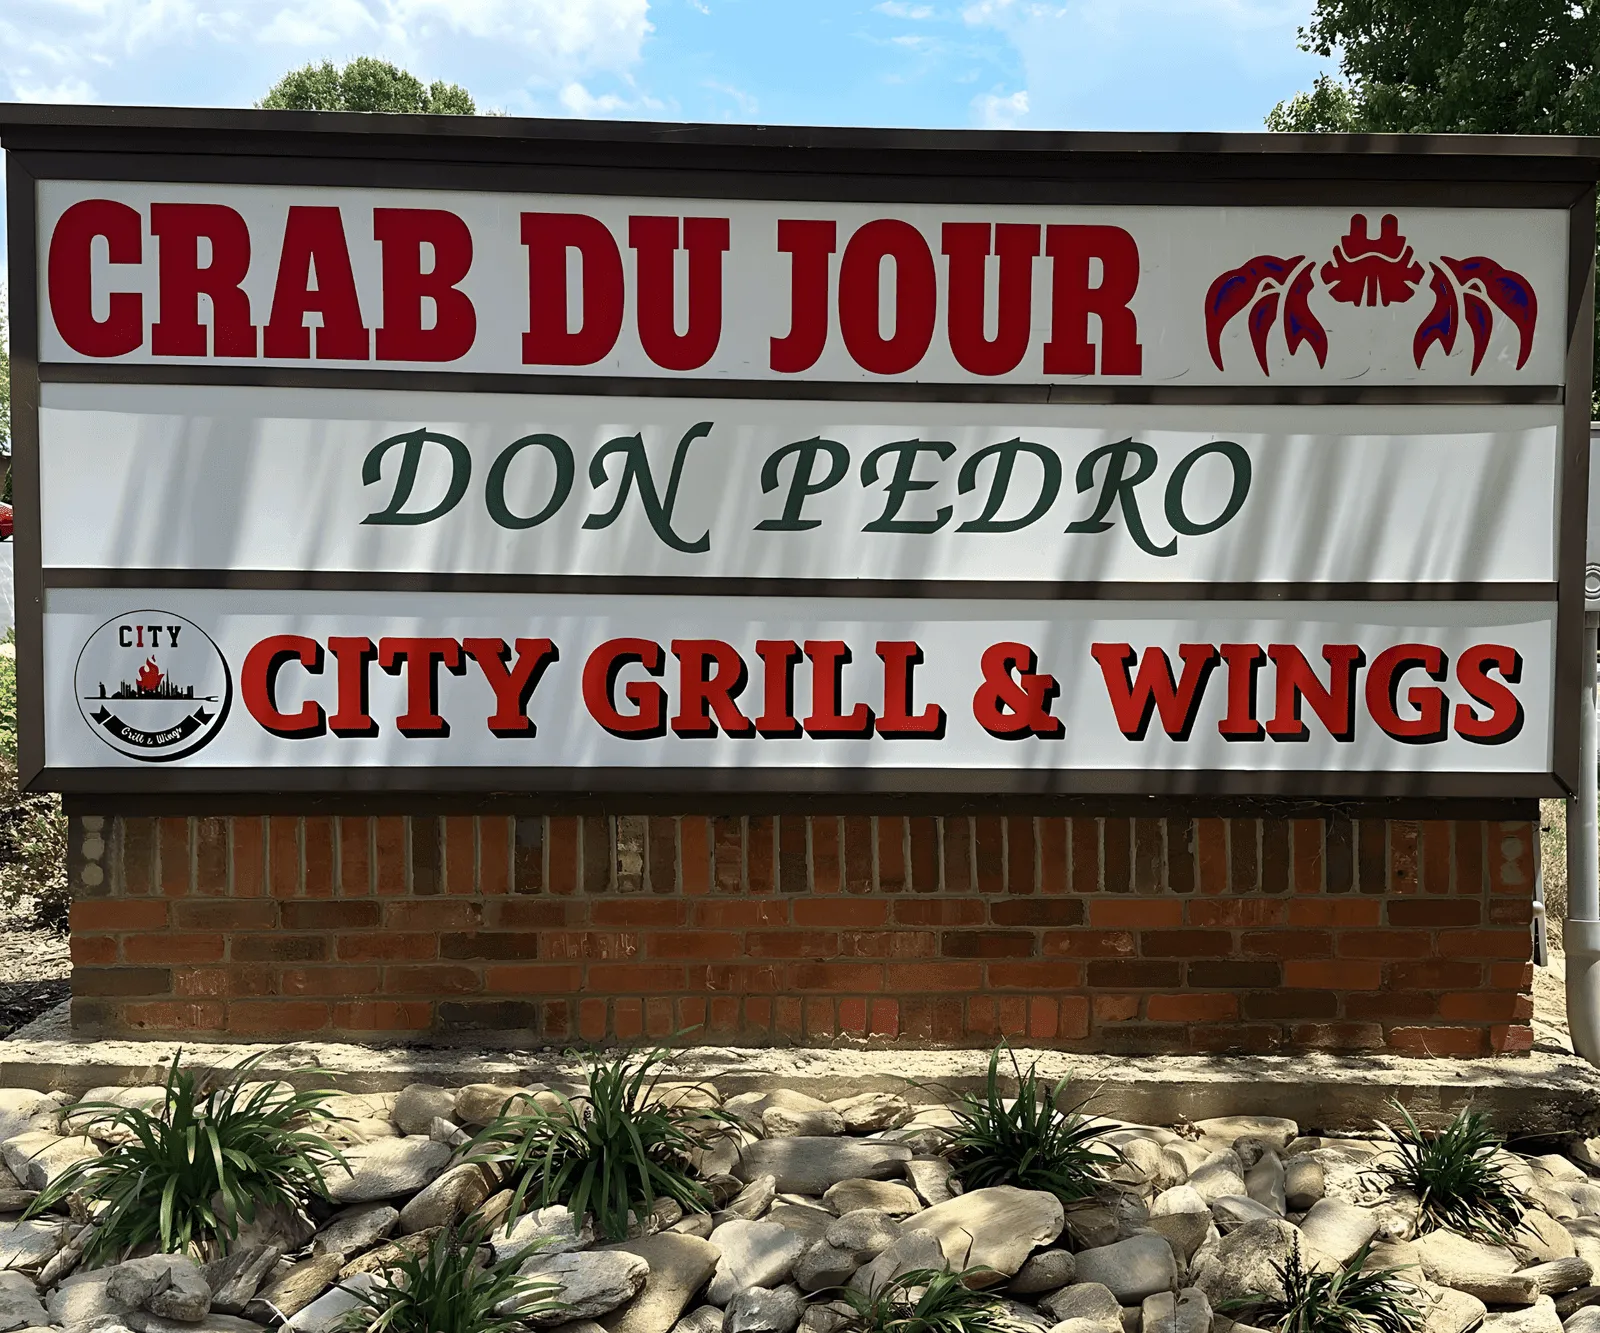 CRAB DU JOUR
DON PEDRO
CITY
Grill & Wings
CITY GRILL & WINGS